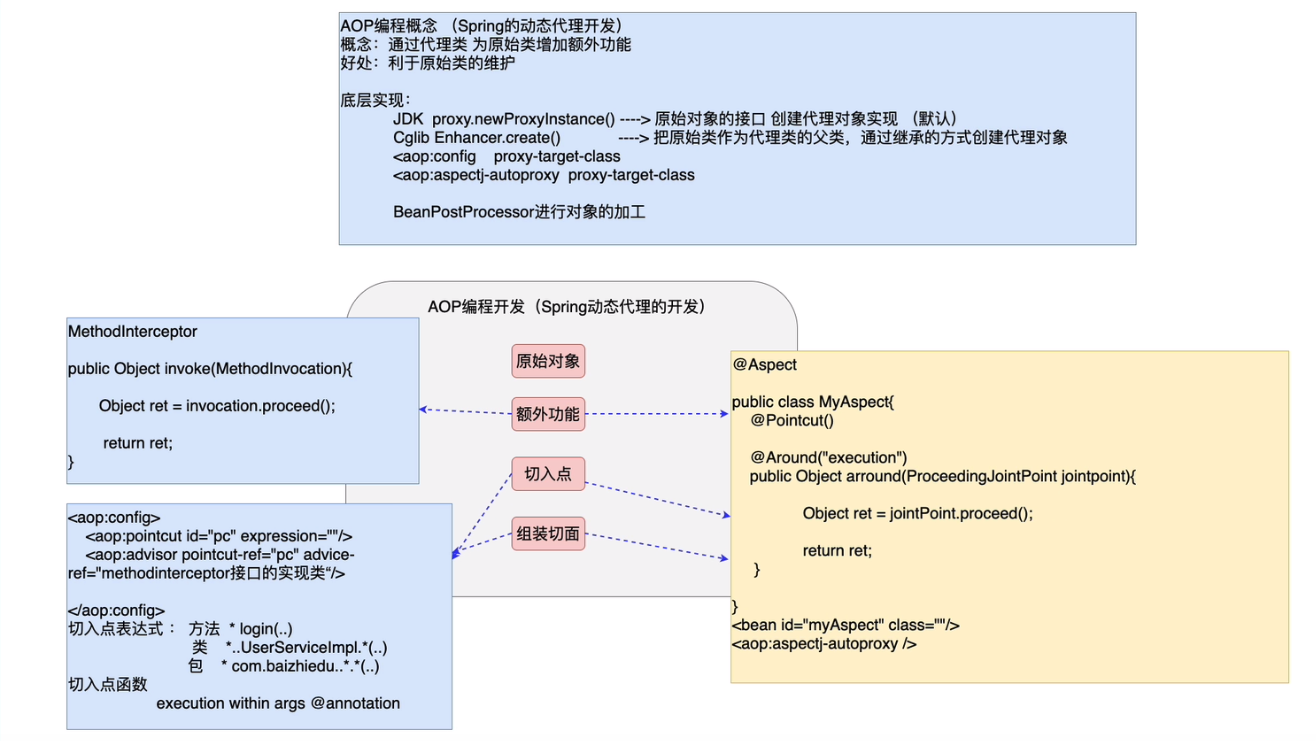 AOP编程概念 （Spring的动态代理开发）
概念：通过代理类 为原始类增加额外功能
好处：利于原始类的维护
底层实现：
JDK proxy.newProxyInstance() ----> 原始对象的接口 创建代理对象实现 （默认）
Cglib Enhancer.create() ----> 把原始类作为代理类的父类，通过继承的方式创建代理对象
<aop:config proxy-target-class
<aop:aspectj-autoproxy proxy-target-class
BeanPostProcessor进行对象的加工
AOP编程开发（Spring动态代理的开发）
原始对象
额外功能
切入点
组装切面
MethodInterceptor
public Object invoke(MethodInvocation){
Object ret = invocation.proceed();
return ret;
}
<aop:config>
<aop:pointcut id="pc" expression=""/>
<aop:advisor pointcut-ref="pc" advice-
ref="methodinterceptor接口的实现类“/>
</aop:config>
切入点表达式： 方法 * login(..)
类 *..UserServiceImpl.*(..)
包 * com.baizhiedu..*.*(..)
切入点函数
execution within args @annotation
@Aspect
public class MyAspect{
@Pointcut()
@Around("execution")
public Object arround(ProceedingJointPoint jointpoint){
Object ret = jointPoint.proceed();
return ret;
}
}
<bean id="myAspect" class=""/>
<aop:aspectj-autoproxy />